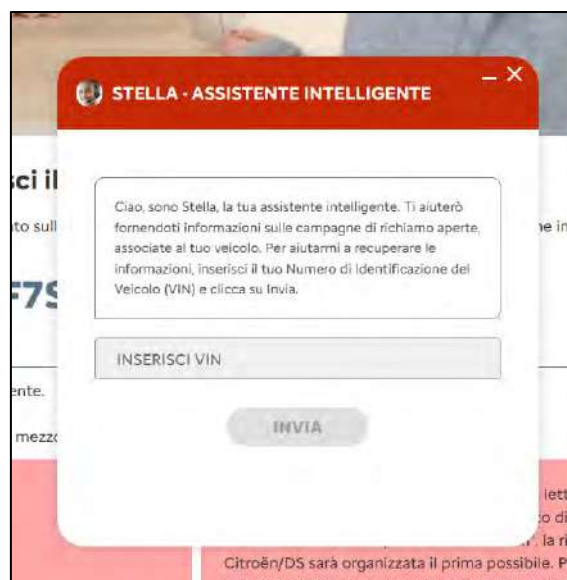 STELLA - ASSISTENTE INTELLIGENTE
sci il
to sull
Ciao, sono Stella, la tua assistente intelligente. Ti aiuterò
fornendoti informazioni sulle campagne di richiamo aperte,
associate al tuo veicolo. Per aiutarmi a recuperare le
informazioni, inserisci il tuo Numero di Identificazione del
Veicolo (VIN) e clicca su Invia.
F7S
INSERISCI VIN
ente.
INVIA
mezzo
lett
o di
la ri
Citroën/DS sarà organizzata il prima possibile. P